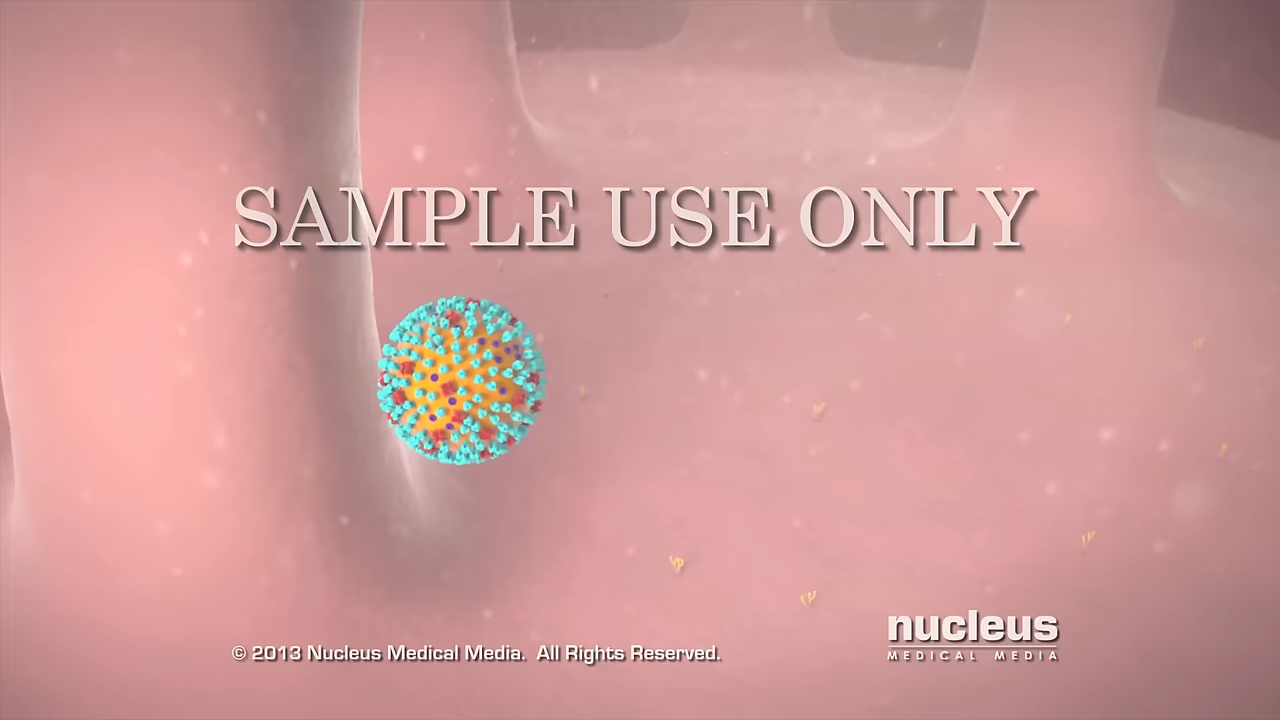 SAMPLE USE ONLY
© 2013 Nucleus Medical Media.  All Rights Reserved.
nucleus
MEDICAL MEDIA